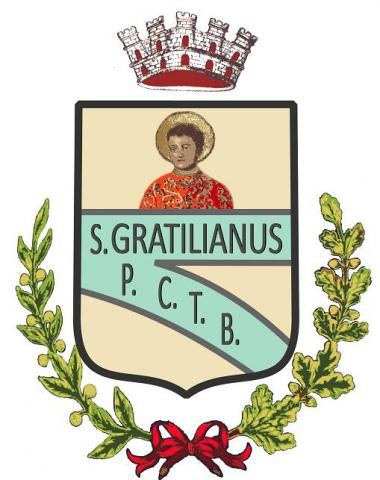 S. GRATILIANUS
P. C. T. B.